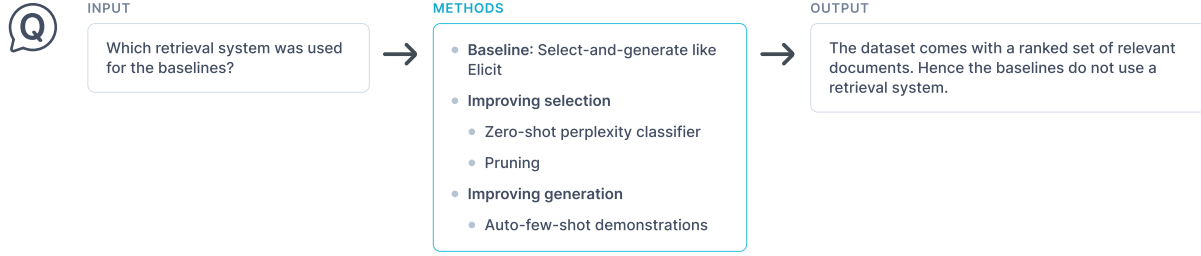 Q
INPUT
Which retrieval system was used
for the baselines?
METHODS
Baseline: Select-and-generate like
Elicit
Improving selection
Zero-shot perplexity classifier
Pruning
Improving generation
Auto-few-shot demonstrations
OUTPUT
The dataset comes with a ranked set of relevant
documents. Hence the baselines do not use a
retrieval system.